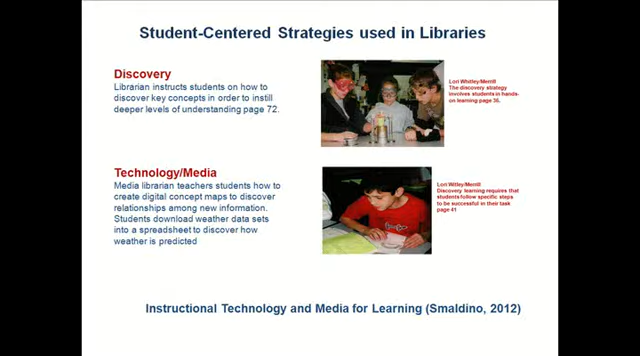 Student-Centered Strategies used in Libraries
Discovery
Librarian instructs students on how to
discover key concepts in order to instill
deeper levels of understanding page 72.
Lori Whitley/Merrill
The discovery strategy
involves students in hands-
on learning page 36.
Technology/Media
Media librarian teachers students how to
create digital concept maps to discover
relationships among new information.
Students download weather data sets
into a spreadsheet to discover how
weather is predicted
Lori Witley/Merrill
Discovery learning requires that
students follow specific steps
to be successful in their task
page 41
Instructional Technology and Media for Learning (Smaldino, 2012)